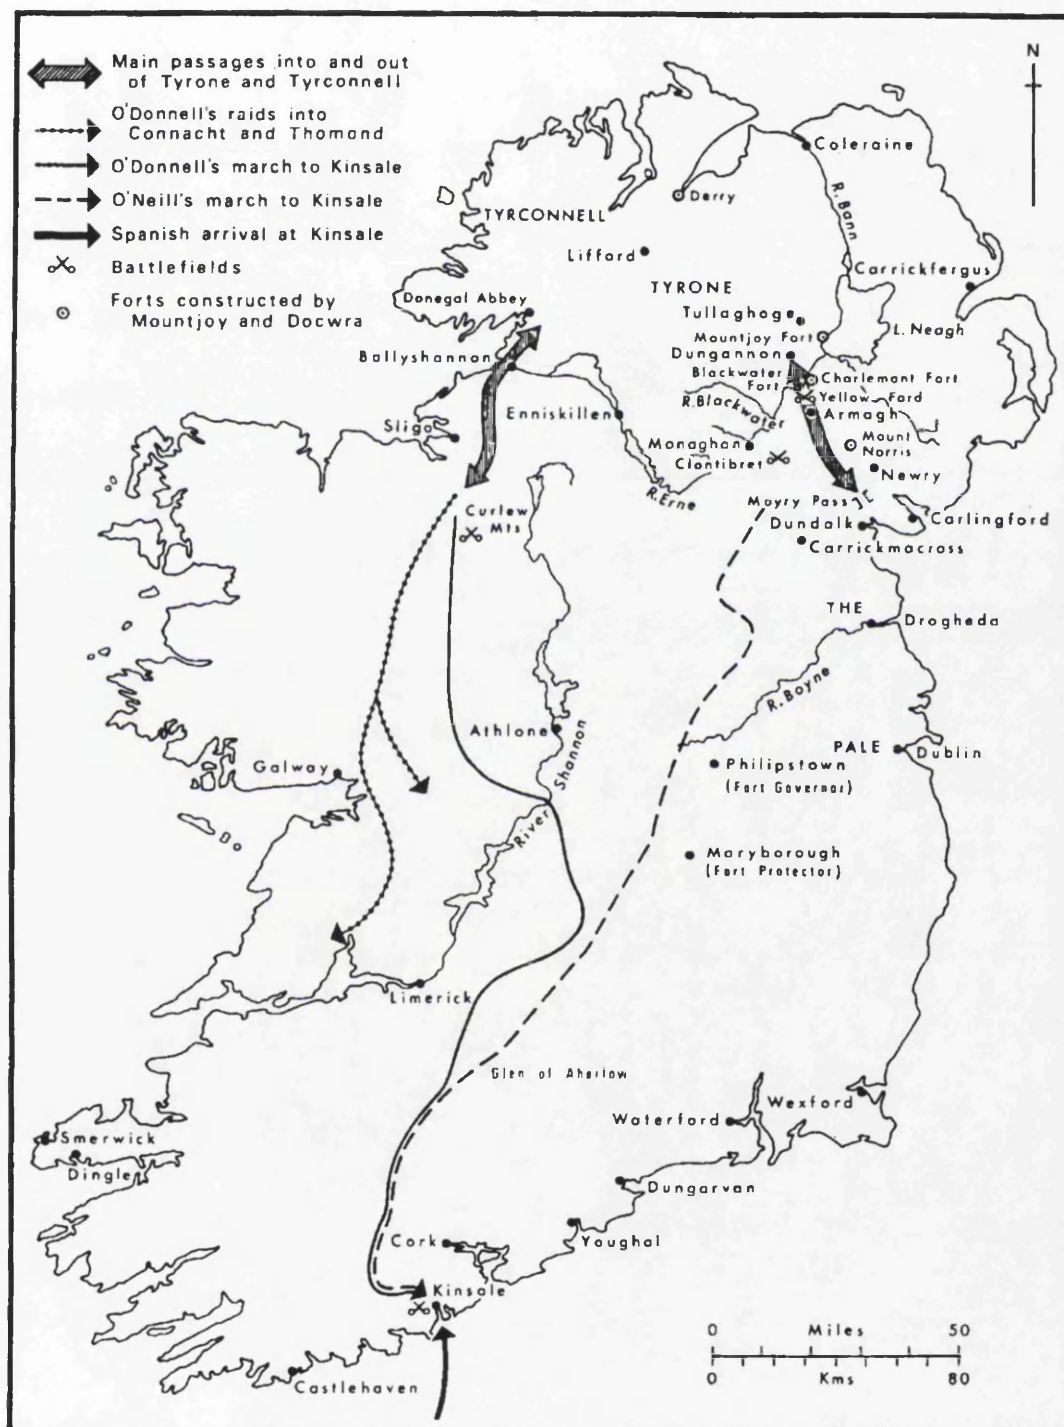 Main passages into and out
of Tyrone and Tyrconnell
O'Donnell's raids into
Connacht and Thomond
O'Donnell's march to Kinsale
O'Neill's march to Kinsale
Spanish arrival at Kinsale
Battlefields
Forts constructed by
Mountjoy and Docwra
N
Coleraine
Derry
R. Bann
TYRCONNELL
Lifford
Carrickfergus
TYRONE
Donegal Abbey
Tullaghoge
L. Neagh
Mountjoy Fort
Ballyshannon
Dungannon
Blackwater
Fort
Charlemont Fort
Yellow Ford
R. Blackwater
Armagh
Enniskillen
Sligo
Monaghan
Mount
Norris
Clontibret
Newry
R. Erne
Moyry Pass
Curlew
Mts
Dundalk
Carlingford
Carrickmacross
THE
Drogheda
R. Boyne
Athlone
Shannon
PALE
Dublin
Galway
Philipstown
(Fort Governor)
River
Maryborough
(Fort Protector)
Limerick
Glen of Aherlow
Wexford
Waterford
Smerwick
Dingle
Dungarvan
Youghal
Cork
Kinsale
0 Miles 50
0 Kms 80
Castlehaven